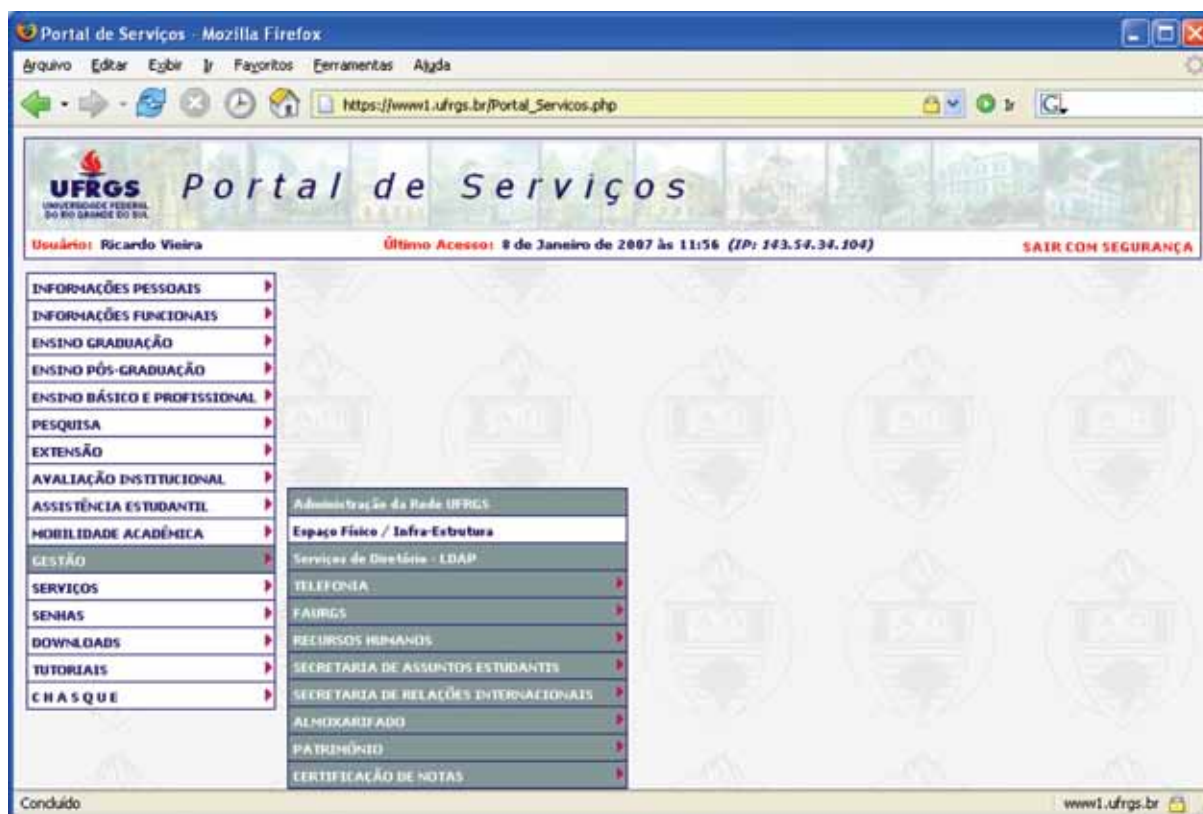 Portal de Serviços - Mozilla Firefox
Arquivo Editar Exibir Ir Favoritos Ferramentas Ajuda
https://www1.ufrgs.br/Portal_Servicos.php Ir G
UFRGS
UNIVERSIDADE FEDERAL
DO RIO GRANDE DO SUL
Portal de Serviços
Usuário: Ricardo Vieira Último Acesso: 8 de Janeiro de 2007 às 11:56 (IP: 143.54.34.104) SAIR COM SEGURANÇA
INFORMAÇÕES PESSOAIS
INFORMAÇÕES FUNCIONAIS
ENSINO GRADUAÇÃO
ENSINO PÓS-GRADUAÇÃO
ENSINO BÁSICO E PROFISSIONAL
PESQUISA
EXTENSÃO
AVALIAÇÃO INSTITUCIONAL
ASSISTÊNCIA ESTUDANTIL
MOBILIDADE ACADÊMICA
GESTÃO
SERVIÇOS
SENHAS
DOWNLOADS
TUTORIAIS
CHASQUE
Administração da Rede UFRGS
Espaço Físico / Infra-Estrutura
Serviços de Diretório - LDAP
TELEFONIA
FAURGS
RECURSOS HUMANOS
SECRETARIA DE ASSUNTOS ESTUDANTIS
SECRETARIA DE RELAÇÕES INTERNACIONAIS
ALMOXARIFADO
PATRIMÔNIO
CERTIFICAÇÃO DE NOTAS
Concluído www1.ufrgs.br